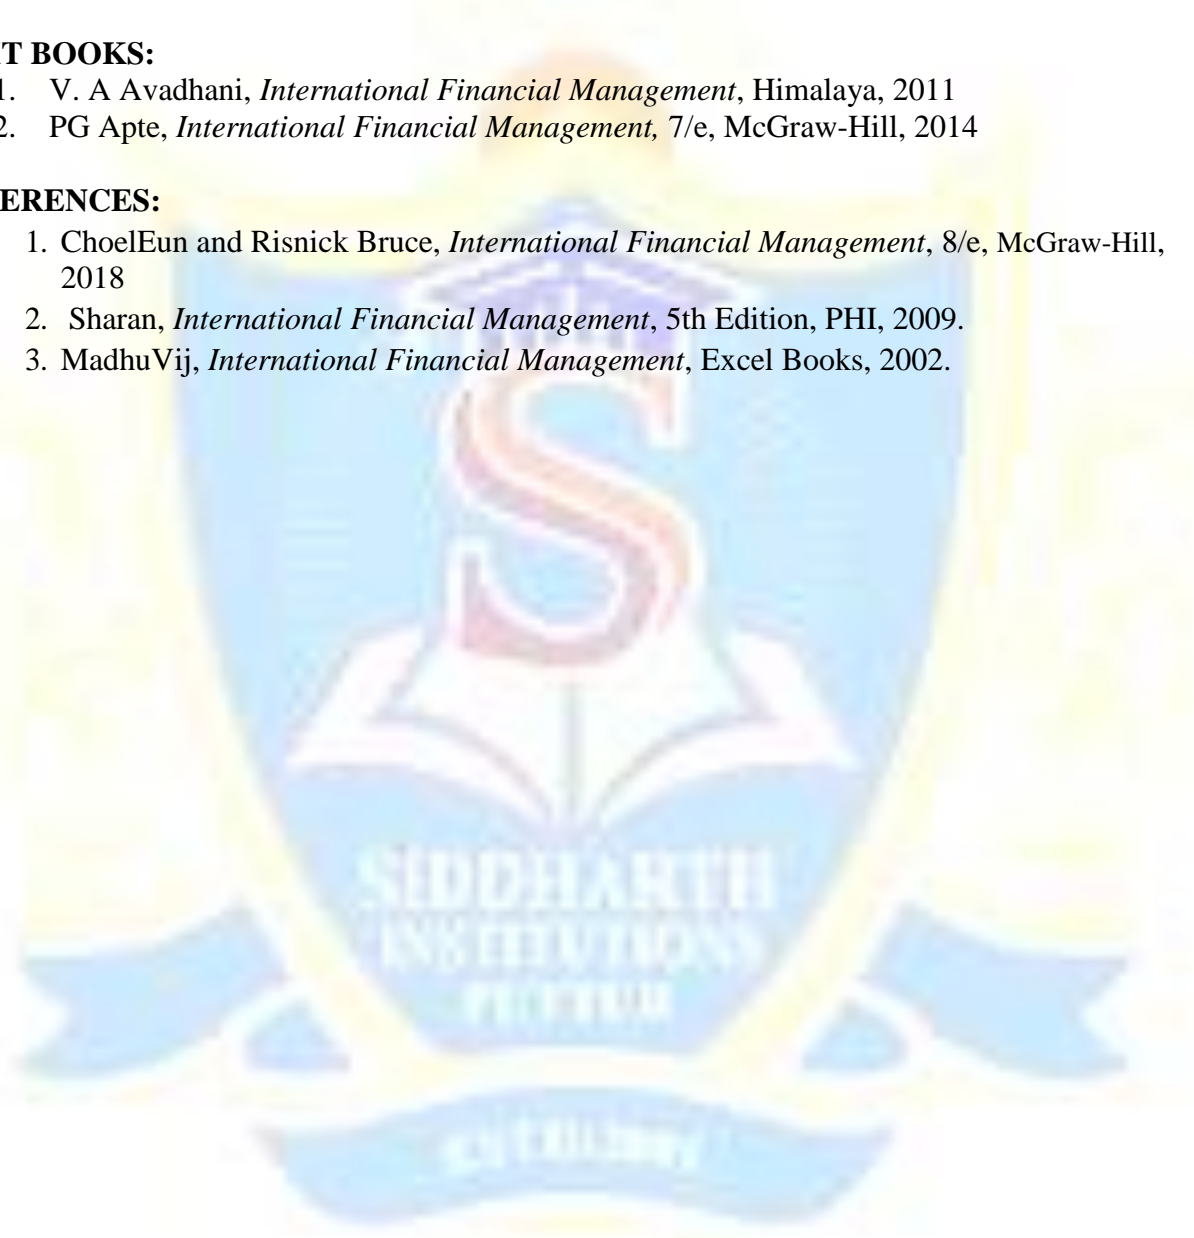 T BOOKS:
1. V. A Avadhani, International Financial Management, Himalaya, 2011
2. PG Apte, International Financial Management, 7/e, McGraw-Hill, 2014
ERENCES:
1. ChoelEun and Risnick Bruce, International Financial Management, 8/e, McGraw-Hill,
2018
2. Sharan, International Financial Management, 5th Edition, PHI, 2009.
3. MadhuVij, International Financial Management, Excel Books, 2002.
S
SIDDHARTH
INSTITUTIONS
PUTTUR